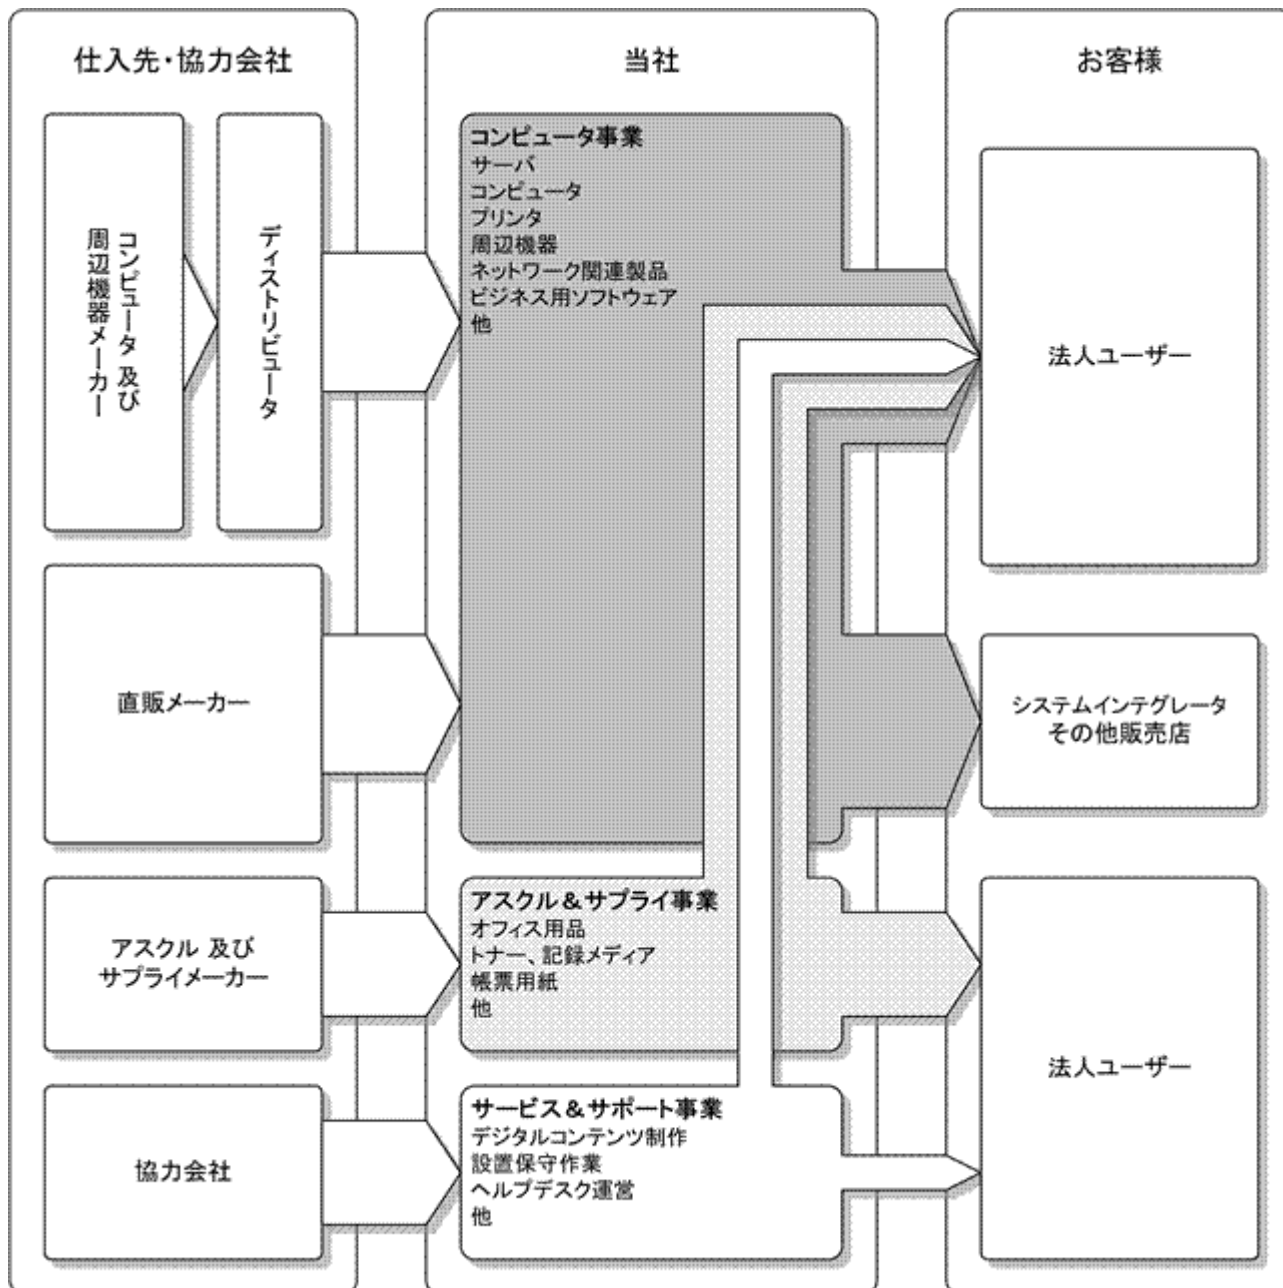 仕入先・協力会社
コンピュータ 及び
周辺機器メーカー
ディストリビュータ
直販メーカー
アスクル 及び
サプライメーカー
協力会社
当社
コンピュータ事業
サーバ
コンピュータ
プリンタ
周辺機器
ネットワーク関連製品
ビジネス用ソフトウェア
他
アスクル＆サプライ事業
オフィス用品
トナー、記録メディア
帳票用紙
他
サービス＆サポート事業
デジタルコンテンツ制作
設置保守作業
ヘルプデスク運営
他
お客様
法人ユーザー
システムインテグレータ
その他販売店
法人ユーザー